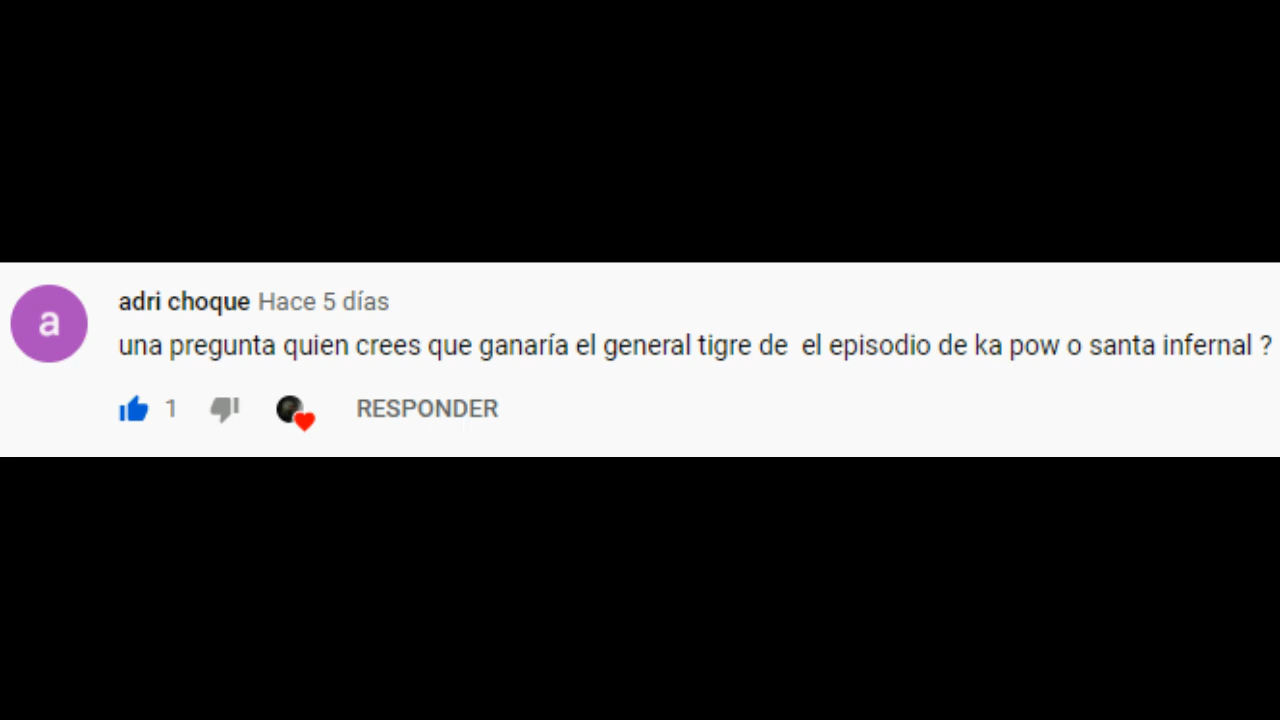 a
adri choque Hace 5 días
una pregunta quien crees que ganaría el general tigre de  el episodio de ka pow o santa infernal ?
1 RESPONDER